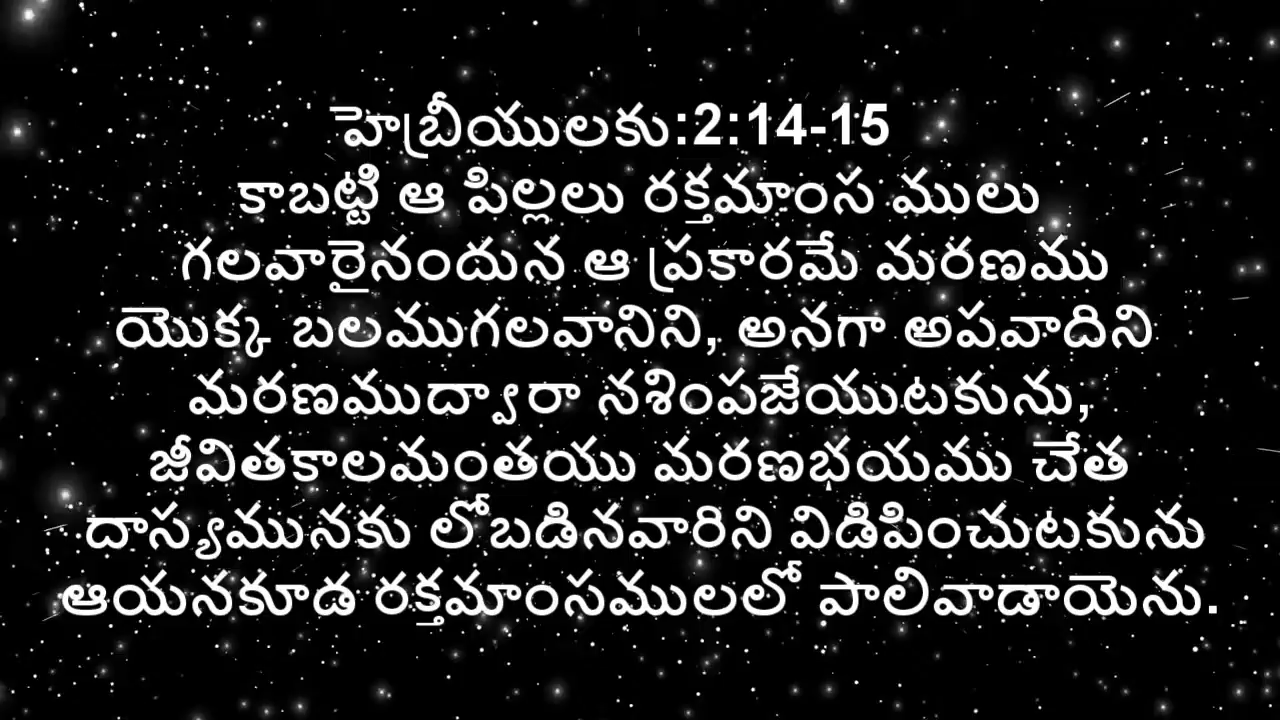 హెబ్రీయులకు:2:14-15
కాబట్టి ఆ పిల్లలు రక్తమాంస ములు
గలవారైనందున ఆ ప్రకారమే మరణము
యొక్క బలముగలవానిని, అనగా అపవాదిని
మరణముద్వారా నశింపజేయుటకును,
జీవితకాలమంతయు మరణభయము చేత
దాస్యమునకు లోబడినవారిని విడిపించుటకును
ఆయనకూడ రక్తమాంసములలో పాలివాడాయెను.